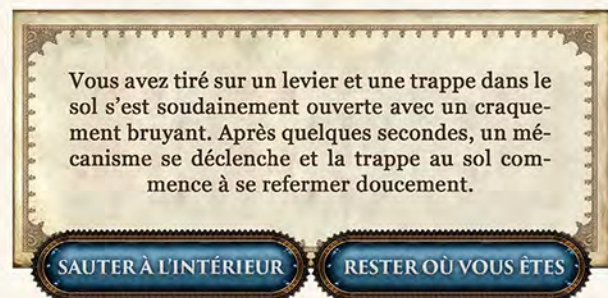 Vous avez tiré sur un levier et une trappe dans le
sol s’est soudainement ouverte avec un craque-
ment bruyant. Après quelques secondes, un mé-
canisme se déclenche et la trappe au sol com-
mence à se refermer doucement.
SAUTER À L’INTÉRIEUR
RESTER OÙ VOUS ÊTES